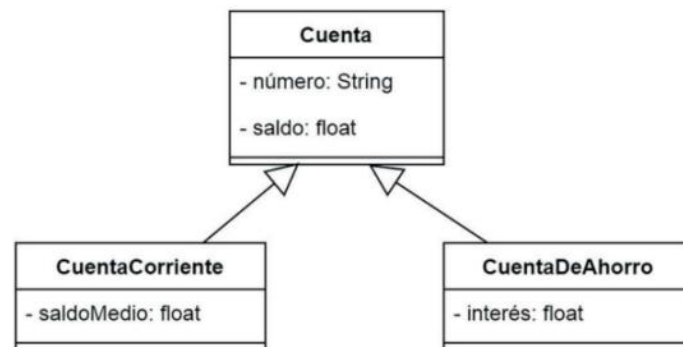 Cuenta
- número: String
- saldo: float
CuentaCorriente
- saldoMedio: float
CuentaDeAhorro
- interés: float